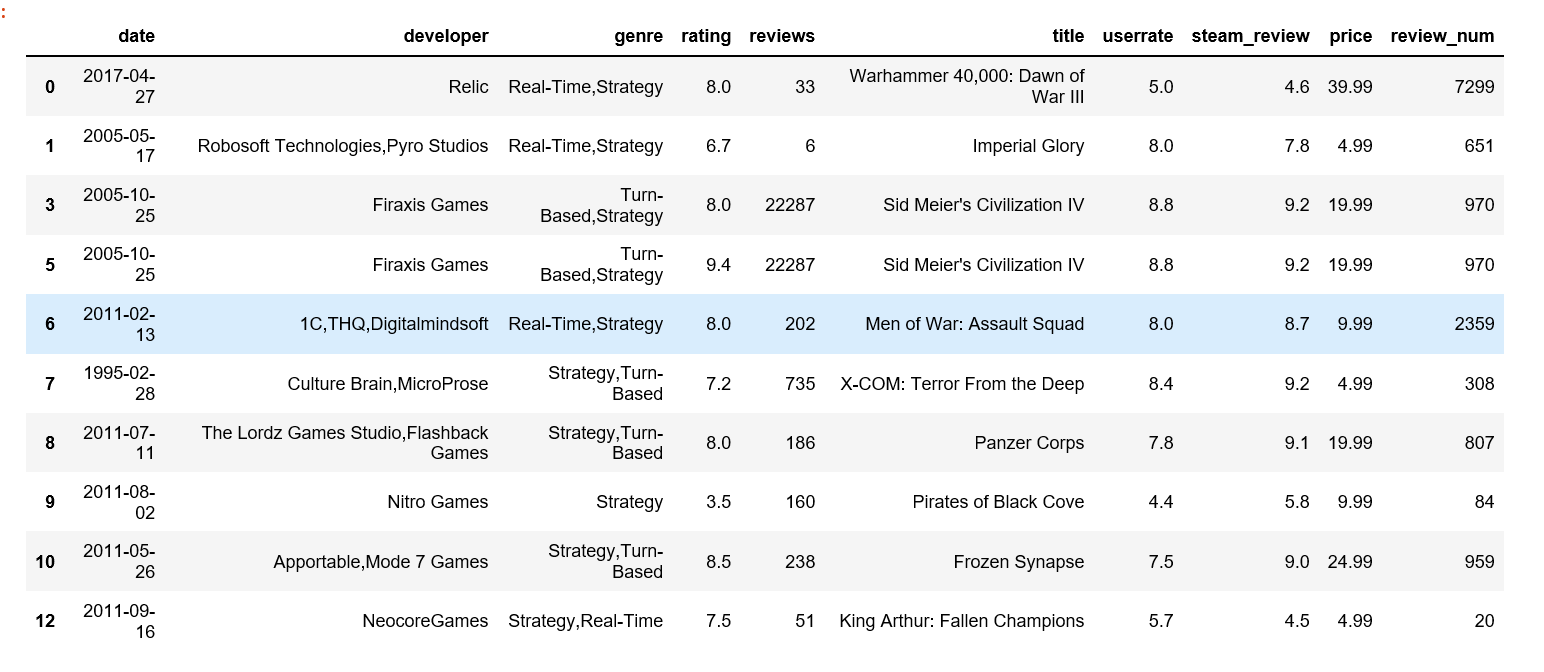 :
date developer genre rating reviews title userrate steam_review price review_num
0 2017-04-27 Relic Real-Time,Strategy 8.0 33 Warhammer 40,000: Dawn of War III 5.0 4.6 39.99 7299
1 2005-05-17 Robosoft Technologies,Pyro Studios Real-Time,Strategy 6.7 6 Imperial Glory 8.0 7.8 4.99 651
3 2005-10-25 Firaxis Games Turn-Based,Strategy 8.0 22287 Sid Meier's Civilization IV 8.8 9.2 19.99 970
5 2005-10-25 Firaxis Games Turn-Based,Strategy 9.4 22287 Sid Meier's Civilization IV 8.8 9.2 19.99 970
6 2011-02-13 1C,THQ,Digitalmindsoft Real-Time,Strategy 8.0 202 Men of War: Assault Squad 8.0 8.7 9.99 2359
7 1995-02-28 Culture Brain,MicroProse Strategy,Turn-Based 7.2 735 X-COM: Terror From the Deep 8.4 9.2 4.99 308
8 2011-07-11 The Lordz Games Studio,Flashback Games Strategy,Turn-Based 8.0 186 Panzer Corps 7.8 9.1 19.99 807
9 2011-08-02 Nitro Games Strategy 3.5 160 Pirates of Black Cove 4.4 5.8 9.99 84
10 2011-05-26 Apportable,Mode 7 Games Strategy,Turn-Based 8.5 238 Frozen Synapse 7.5 9.0 24.99 959
12 2011-09-16 NeocoreGames Strategy,Real-Time 7.5 51 King Arthur: Fallen Champions 5.7 4.5 4.99 20